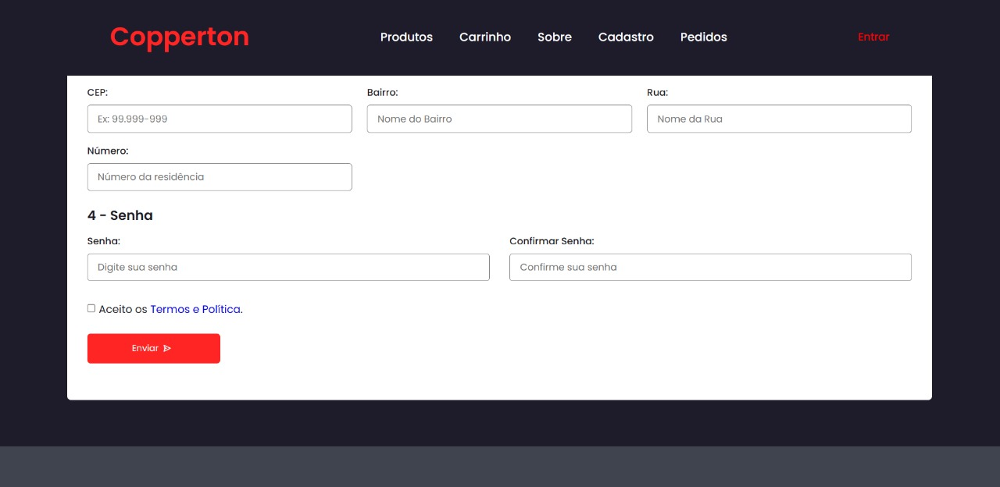 Copperton
Produtos Carrinho Sobre Cadastro Pedidos
Entrar
CEP: Bairro: Rua:
Ex: 99.999-999 Nome do Bairro Nome da Rua
Número:
Número da residência
4 - Senha
Senha: Confirmar Senha:
Digite sua senha Confirme sua senha
Aceito os Termos e Política.
Enviar